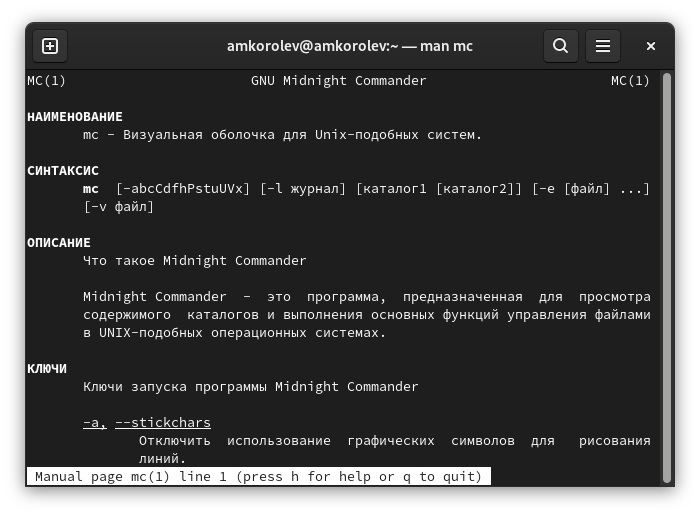 amkorolev@amkorolev:~ — man mc
MC(1) GNU Midnight Commander MC(1)
НАИМЕНОВАНИЕ
mc - Визуальная оболочка для Unix-подобных систем.
СИНТАКСИС
mc [-abcCdfhPstuUVx] [-l журнал] [каталог1 [каталог2]] [-e [файл] ...]
[-v файл]
ОПИСАНИЕ
Что такое Midnight Commander
Midnight Commander - это программа, предназначенная для просмотра
содержимого каталогов и выполнения основных функций управления файлами
в UNIX-подобных операционных системах.
КЛЮЧИ
Ключи запуска программы Midnight Commander
-a, --stickchars
Отключить использование графических символов для рисования
линий.
Manual page mc(1) line 1 (press h for help or q to quit)